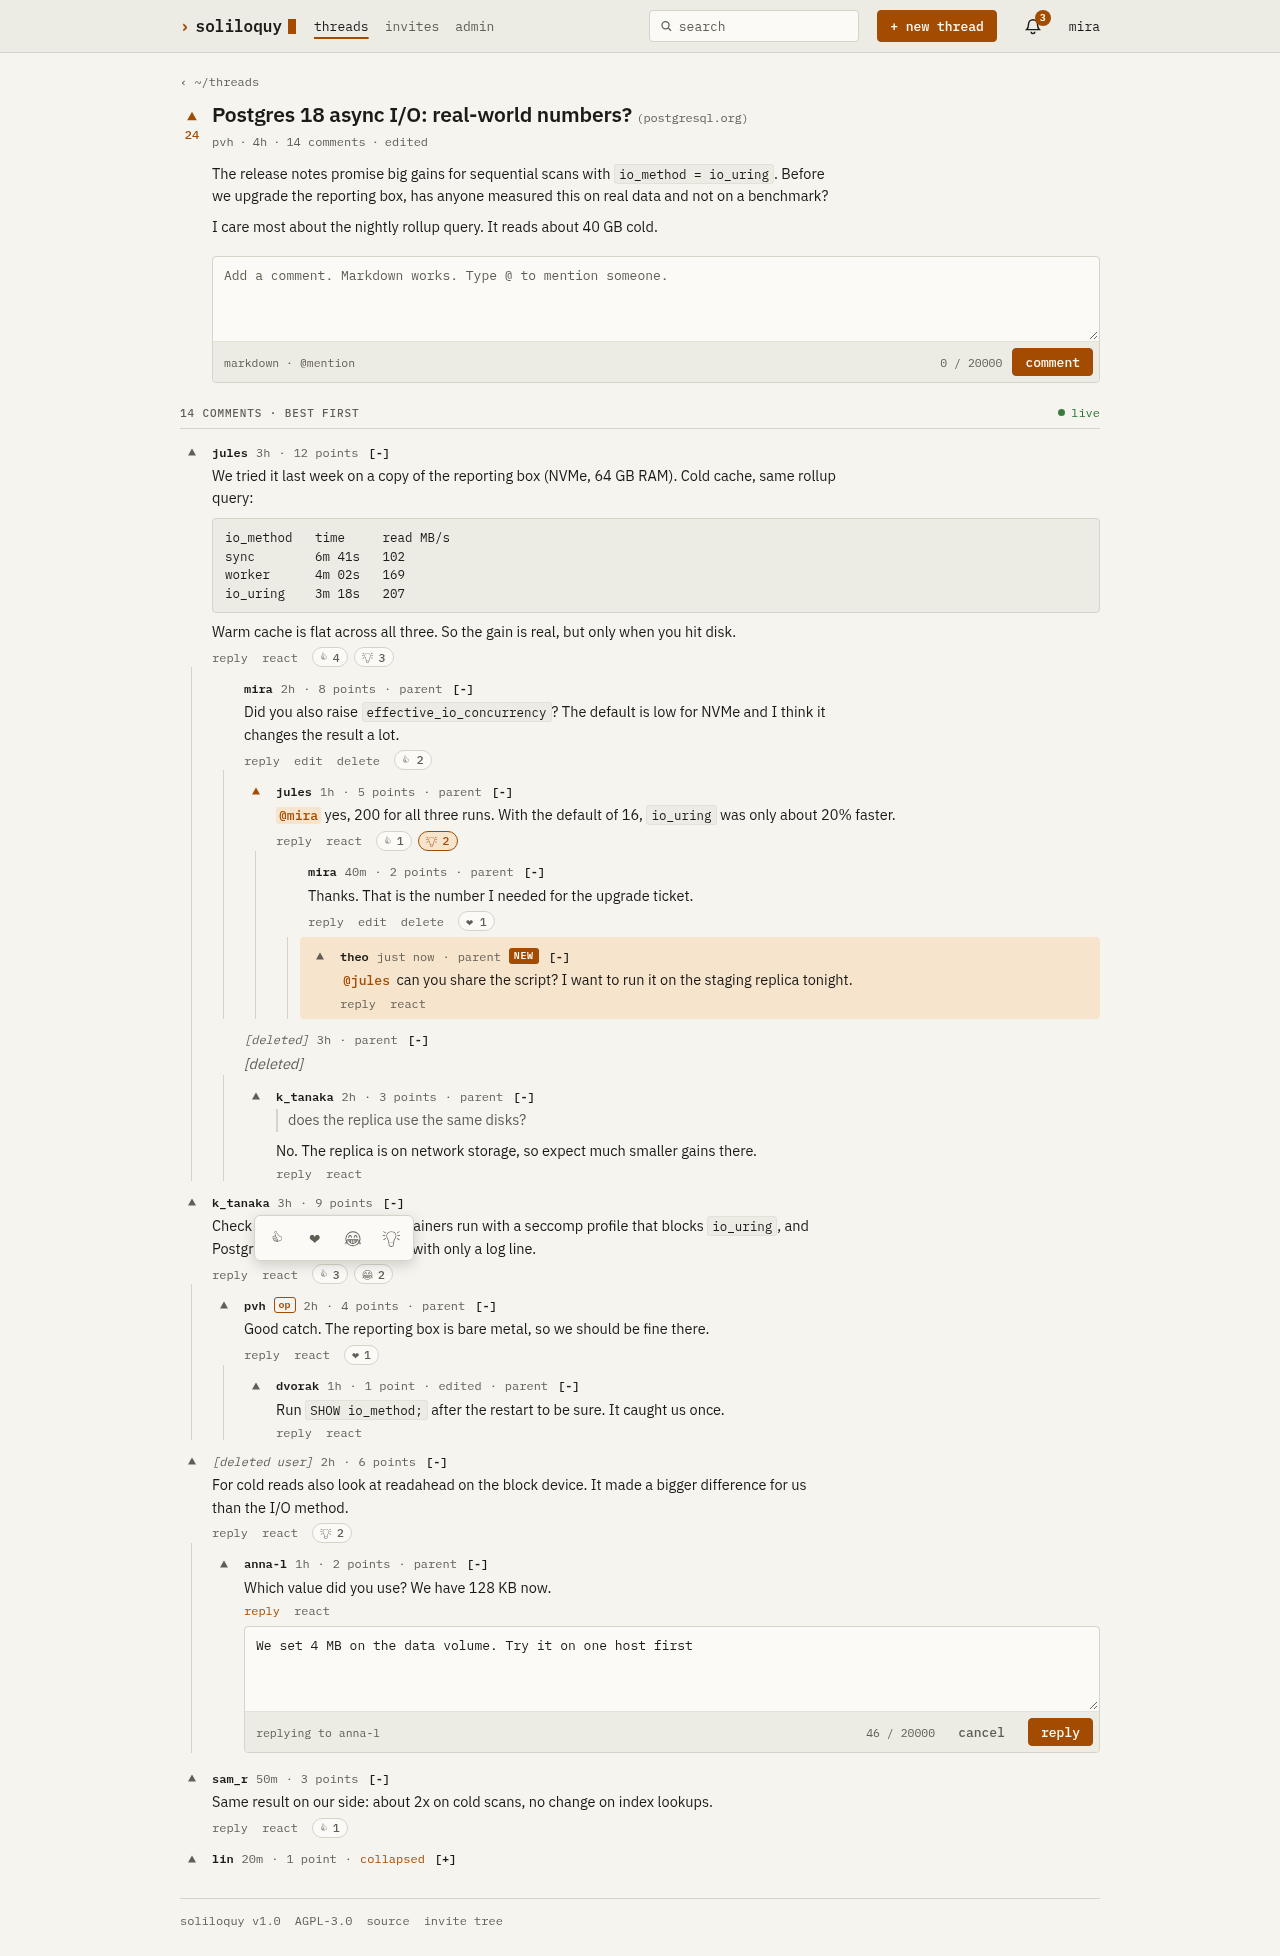 › soliloquy threads invites admin search + new thread 3 mira
‹ ~/threads
▲ Postgres 18 async I/O: real-world numbers? (postgresql.org)
24
pvh · 4h · 14 comments · edited
The release notes promise big gains for sequential scans with io_method = io_uring. Before
we upgrade the reporting box, has anyone measured this on real data and not on a benchmark?
I care most about the nightly rollup query. It reads about 40 GB cold.
Add a comment. Markdown works. Type @ to mention someone.
markdown · @mention 0 / 20000 comment
14 COMMENTS · BEST FIRST live
▲ jules 3h · 12 points [-]
We tried it last week on a copy of the reporting box (NVMe, 64 GB RAM). Cold cache, same rollup
query:
io_method time read MB/s
sync 6m 41s 102
worker 4m 02s 169
io_uring 3m 18s 207
Warm cache is flat across all three. So the gain is real, but only when you hit disk.
reply react 👍 4 💡 3
mira 2h · 8 points · parent [-]
Did you also raise effective_io_concurrency? The default is low for NVMe and I think it
changes the result a lot.
reply edit delete 👍 2
▲ jules 1h · 5 points · parent [-]
@mira yes, 200 for all three runs. With the default of 16, io_uring was only about 20% faster.
reply react 👍 1 💡 2
mira 40m · 2 points · parent [-]
Thanks. That is the number I needed for the upgrade ticket.
reply edit delete ❤ 1
▲ theo just now · parent NEW [-]
@jules can you share the script? I want to run it on the staging replica tonight.
reply react
[deleted] 3h · parent [-]
[deleted]
▲ k_tanaka 2h · 3 points · parent [-]
does the replica use the same disks?
No. The replica is on network storage, so expect much smaller gains there.
reply react
▲ k_tanaka 3h · 9 points [-]
Check ainers run with a seccomp profile that blocks io_uring, and
👍 ❤ 😂 💡
Postgr with only a log line.
reply react 👍 3 😂 2
▲ pvh op 2h · 4 points · parent [-]
Good catch. The reporting box is bare metal, so we should be fine there.
reply react ❤ 1
▲ dvorak 1h · 1 point · edited · parent [-]
Run SHOW io_method; after the restart to be sure. It caught us once.
reply react
▲ [deleted user] 2h · 6 points [-]
For cold reads also look at readahead on the block device. It made a bigger difference for us
than the I/O method.
reply react 💡 2
▲ anna-l 1h · 2 points · parent [-]
Which value did you use? We have 128 KB now.
reply react
We set 4 MB on the data volume. Try it on one host first
replying to anna-l 46 / 20000 cancel reply
▲ sam_r 50m · 3 points [-]
Same result on our side: about 2x on cold scans, no change on index lookups.
reply react 👍 1
▲ lin 20m · 1 point · collapsed [+]
soliloquy v1.0 AGPL-3.0 source invite tree